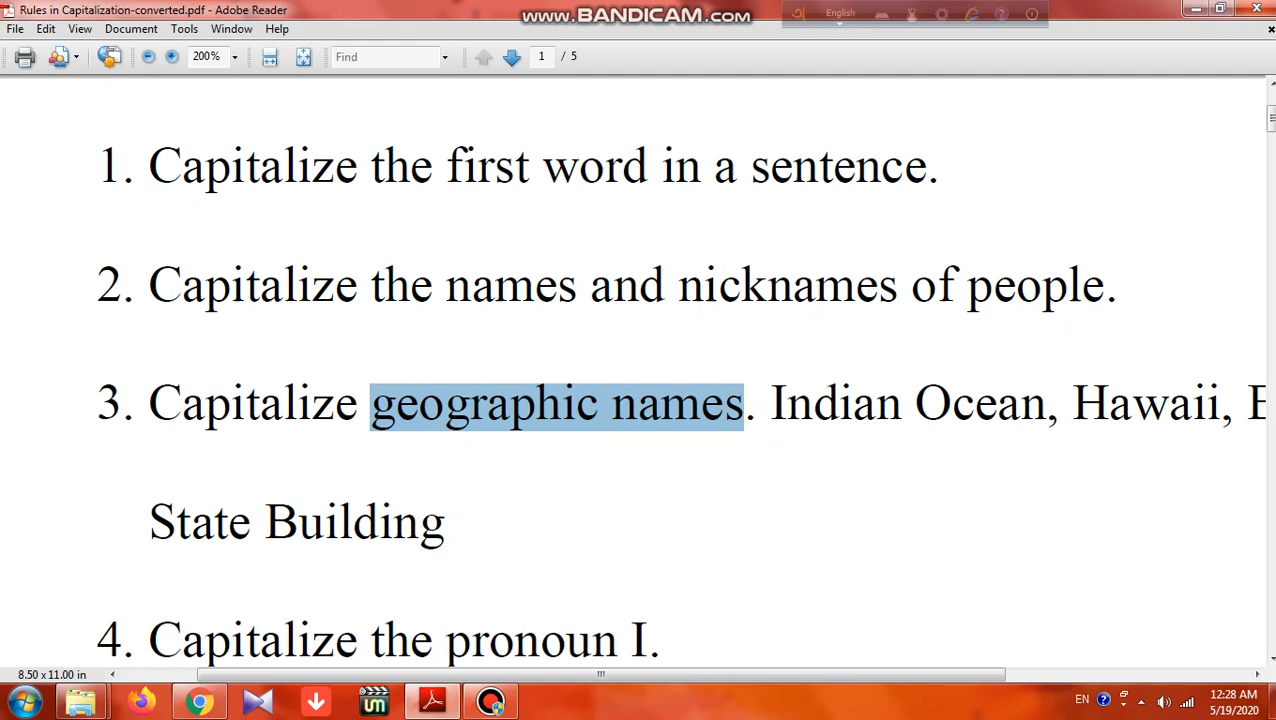 Rules in Capitalization-converted.pdf - Adobe Reader
www.BANDICAM.com
English
File Edit View Document Tools Window Help
200% Find 1 / 5
1. Capitalize the first word in a sentence.
2. Capitalize the names and nicknames of people.
3. Capitalize geographic names. Indian Ocean, Hawaii, E
State Building
4. Capitalize the pronoun I.
8.50 x 11.00 in
EN 12:28 AM
5/19/2020